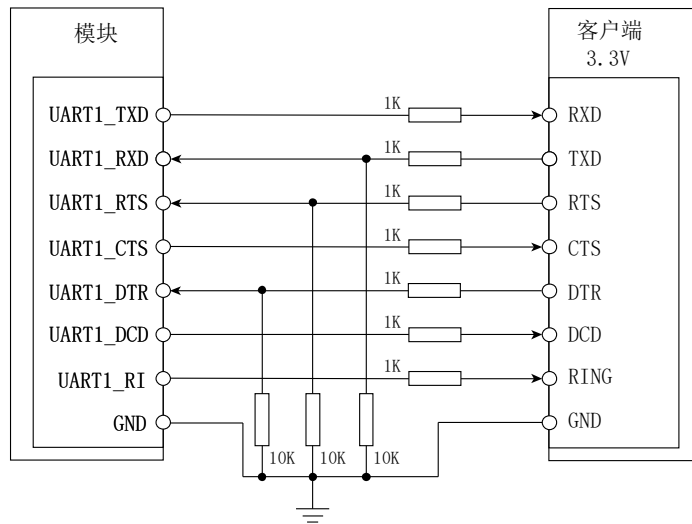 模块
客户端
3.3V
UART1_TXD
1K
RXD
UART1_RXD
1K
TXD
UART1_RTS
1K
RTS
UART1_CTS
1K
CTS
UART1_DTR
1K
DTR
UART1_DCD
1K
DCD
UART1_RI
1K
RING
GND
GND
10K
10K
10K